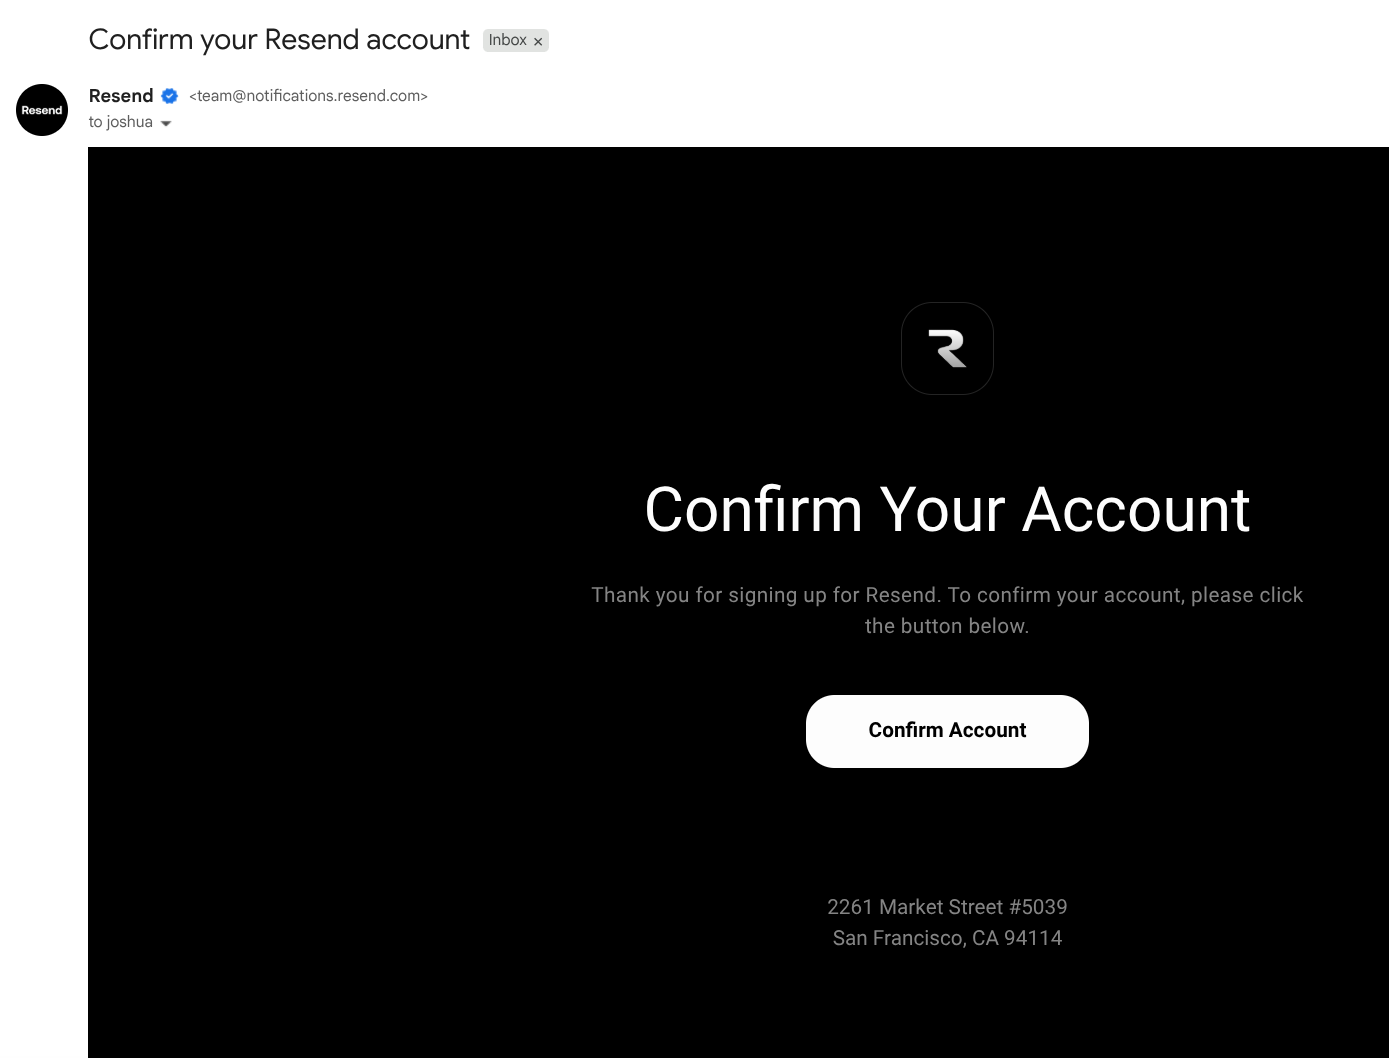 Confirm your Resend account Inbox ×
Resend
Resend <team@notifications.resend.com>
to joshua
R
Confirm Your Account
Thank you for signing up for Resend. To confirm your account, please click
the button below.
Confirm Account
2261 Market Street #5039
San Francisco, CA 94114